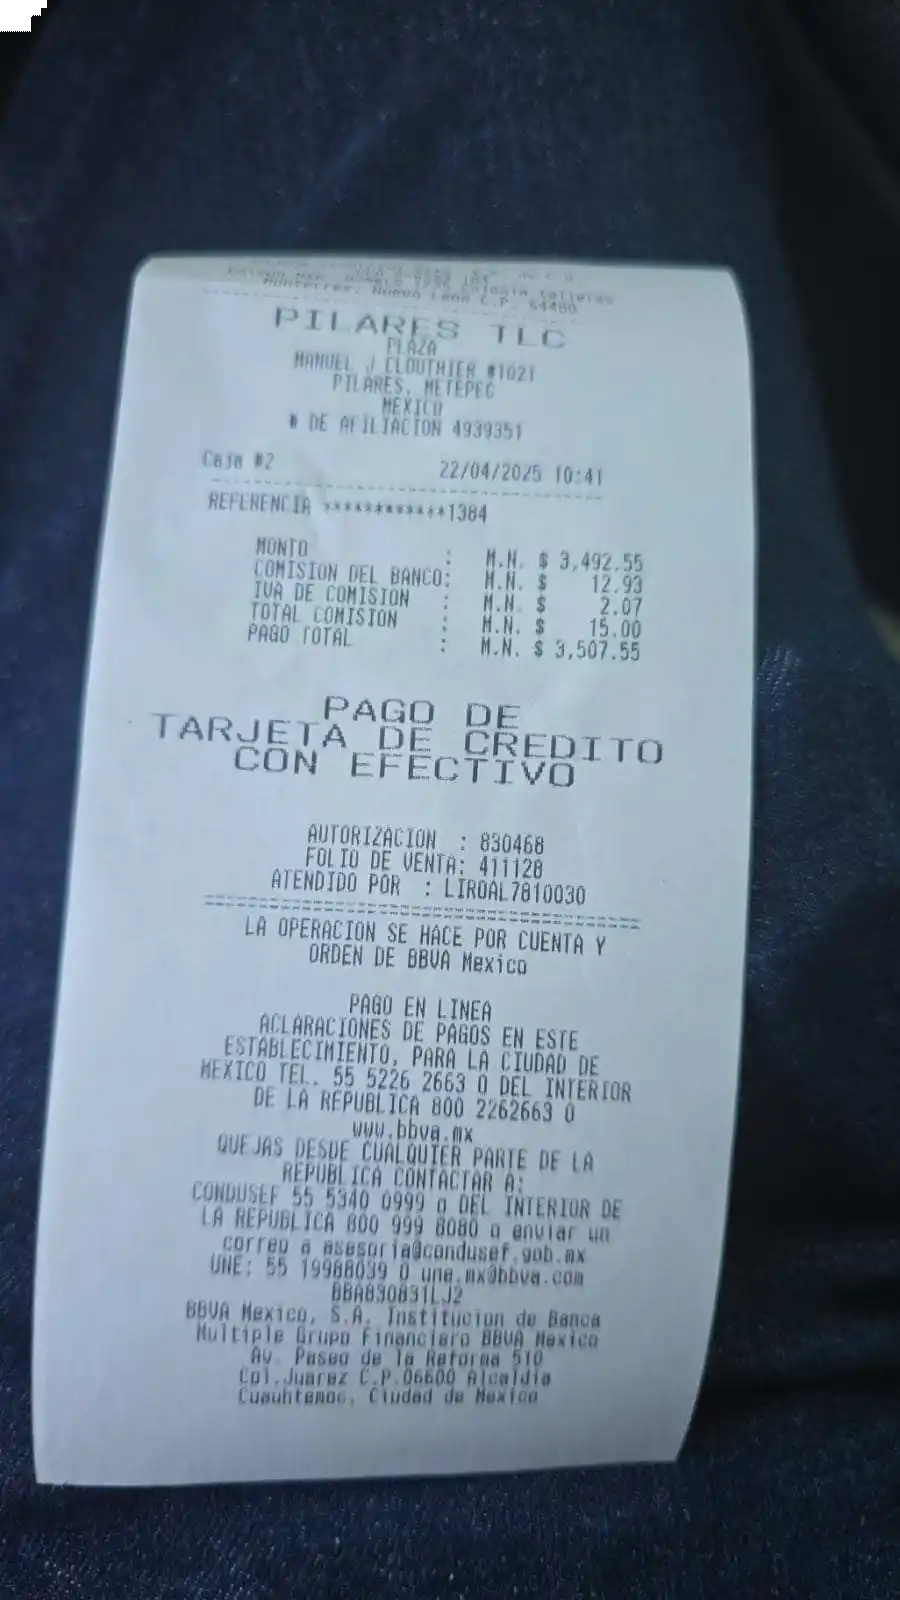 Monterrey, Nuevo Leon C.P. 64480
PILARES TLC
PLAZA
MANUEL J CLOUTHIER #1021
PILARES, METEPEC
MEXICO
# DE AFILIACION 4939351
Caja #2 22/04/2025 10:41
REFERENCIA ************1384
MONTO : M.N. $ 3,492.55
COMISION DEL BANCO: M.N. $ 12.93
IVA DE COMISION : M.N. $ 2.07
TOTAL COMISION : M.N. $ 15.00
PAGO TOTAL : M.N. $ 3,507.55
PAGO DE
TARJETA DE CREDITO
CON EFECTIVO
AUTORIZACION : 830468
FOLIO DE VENTA: 411128
ATENDIDO POR : LIROAL7810030
LA OPERACION SE HACE POR CUENTA Y
ORDEN DE BBVA Mexico
PAGO EN LINEA
ACLARACIONES DE PAGOS EN ESTE
ESTABLECIMIENTO, PARA LA CIUDAD DE
MEXICO TEL. 55 5226 2663 O DEL INTERIOR
DE LA REPUBLICA 800 2262663 O
www.bbva.mx
QUEJAS DESDE CUALQUIER PARTE DE LA
REPUBLICA CONTACTAR A:
CONDUSEF 55 5340 0999 o DEL INTERIOR DE
LA REPUBLICA 800 999 8080 o enviar un
correo a asesoria@condusef.gob.mx
UNE: 55 19988039 O une.mx@bbva.com
BBA830831LJ2
BBVA Mexico, S.A. Institucion de Banca
Multiple Grupo Financiero BBVA Mexico
Av. Paseo de la Reforma 510
Col.Juarez C.P.06600 Alcaldia
Cuauhtemoc, Ciudad de Mexico